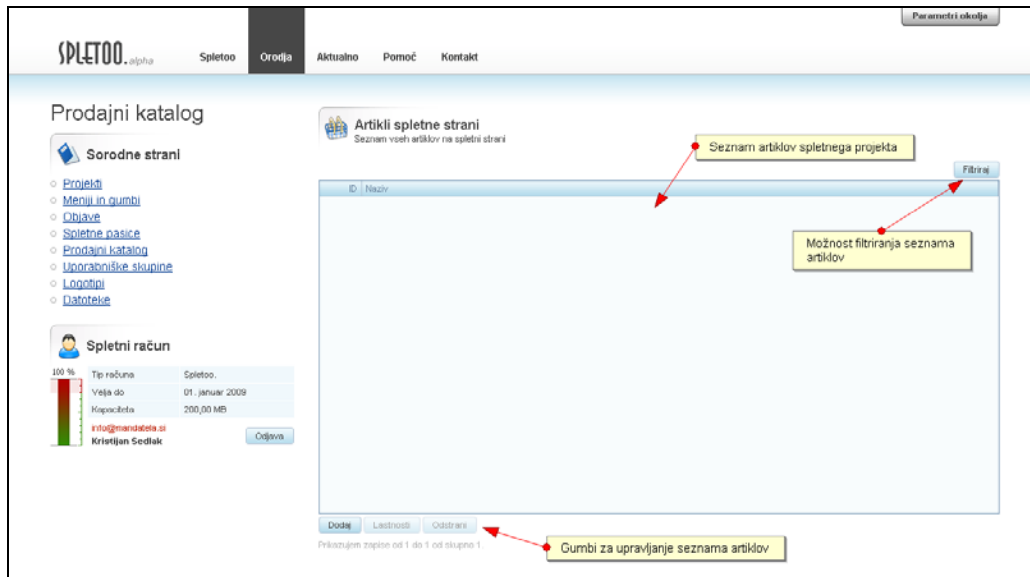 Parametri okolja
SPLETOO.alpha
Spletoo Orodja Aktualno Pomoč Kontakt
Prodajni katalog
Sorodne strani
Projekti
Meniji in gumbi
Objave
Spletne pasice
Prodajni katalog
Uporabniške skupine
Logotipi
Datoteke
Spletni račun
100 %
Tip računa Spletoo.
Velja do 01. januar 2009
Kapaciteta 200,00 MB
info@mandatela.si
Kristijan Sedlak
Odjava
Artikli spletne strani
Seznam vseh artiklov na spletni strani
Seznam artiklov spletnega projekta
Filtriraj
ID Naziv
Možnost filtriranja seznama
artiklov
Dodaj Lastnosti Odstrani
Prikazujem zapise od 1 do 1 od skupno 1.
Gumbi za upravljanje seznama artiklov